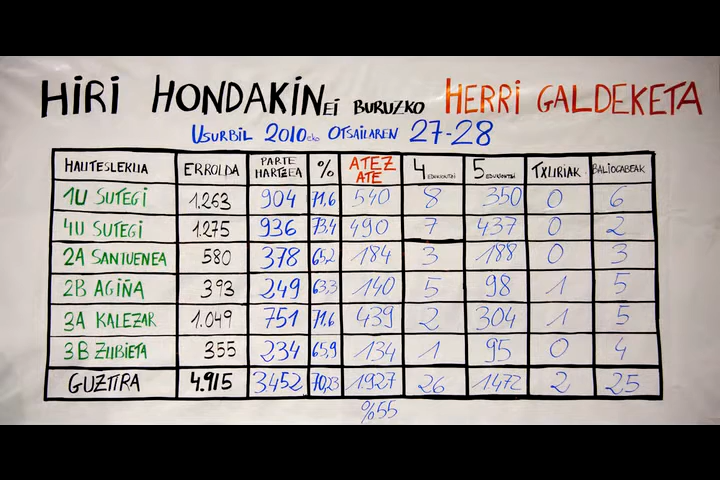 HIRI HONDAKINEI BURUZKO HERRI GALDEKETA
USURBIL 2010eko OTSAILAREN 27-28
HAUTESLEKUA ERROLDA PARTE HARTZEA % ATEZ ATE 4 EDUKIONTZI 5 EDUKIONTZI TXURIAK BALIOGABEAK
1U SUTEGI 1.263 904 71,6 540 8 350 0 6
4U SUTEGI 1.275 936 73,4 490 7 437 0 2
2A SANTUENEA 580 378 65,2 184 3 188 0 3
2B AGIÑA 393 249 63,3 140 5 98 1 5
3A KALEZAR 1.049 751 71,6 439 2 304 1 5
3B ZUBIETA 355 234 65,9 134 1 95 0 4
GUZTIRA 4.915 3452 70,23 1927 26 1472 2 25
%55